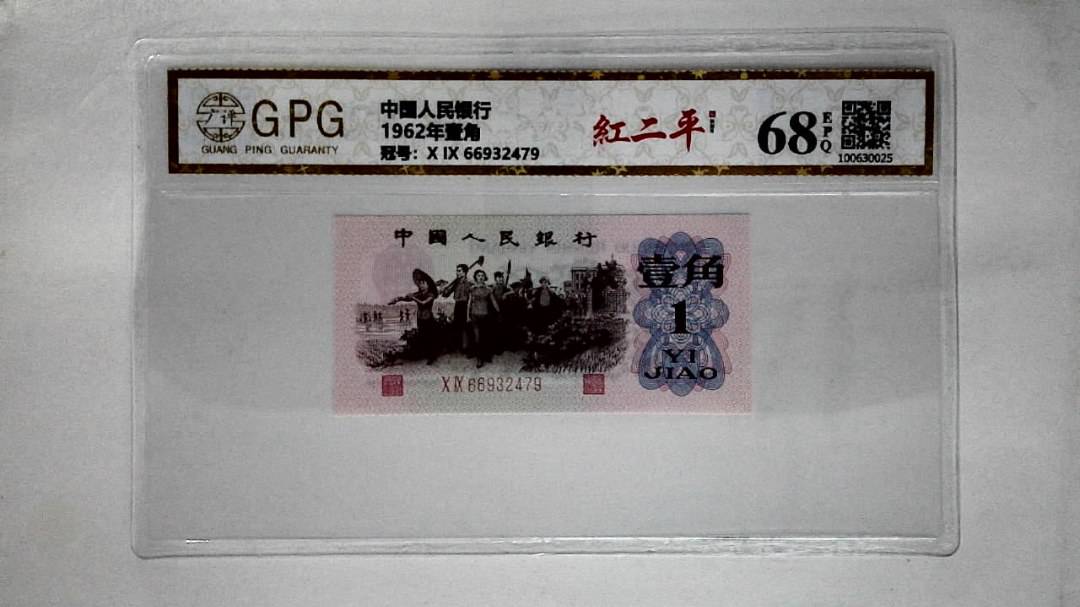 GPG
GUANG PING GUARANTY
中國人民银行
1962年壹角
冠号：X IX 66932479
紅二平
68
EPQ
100630025
中國人民銀行
壹角
1
YI
JIAO
X IX 66932479